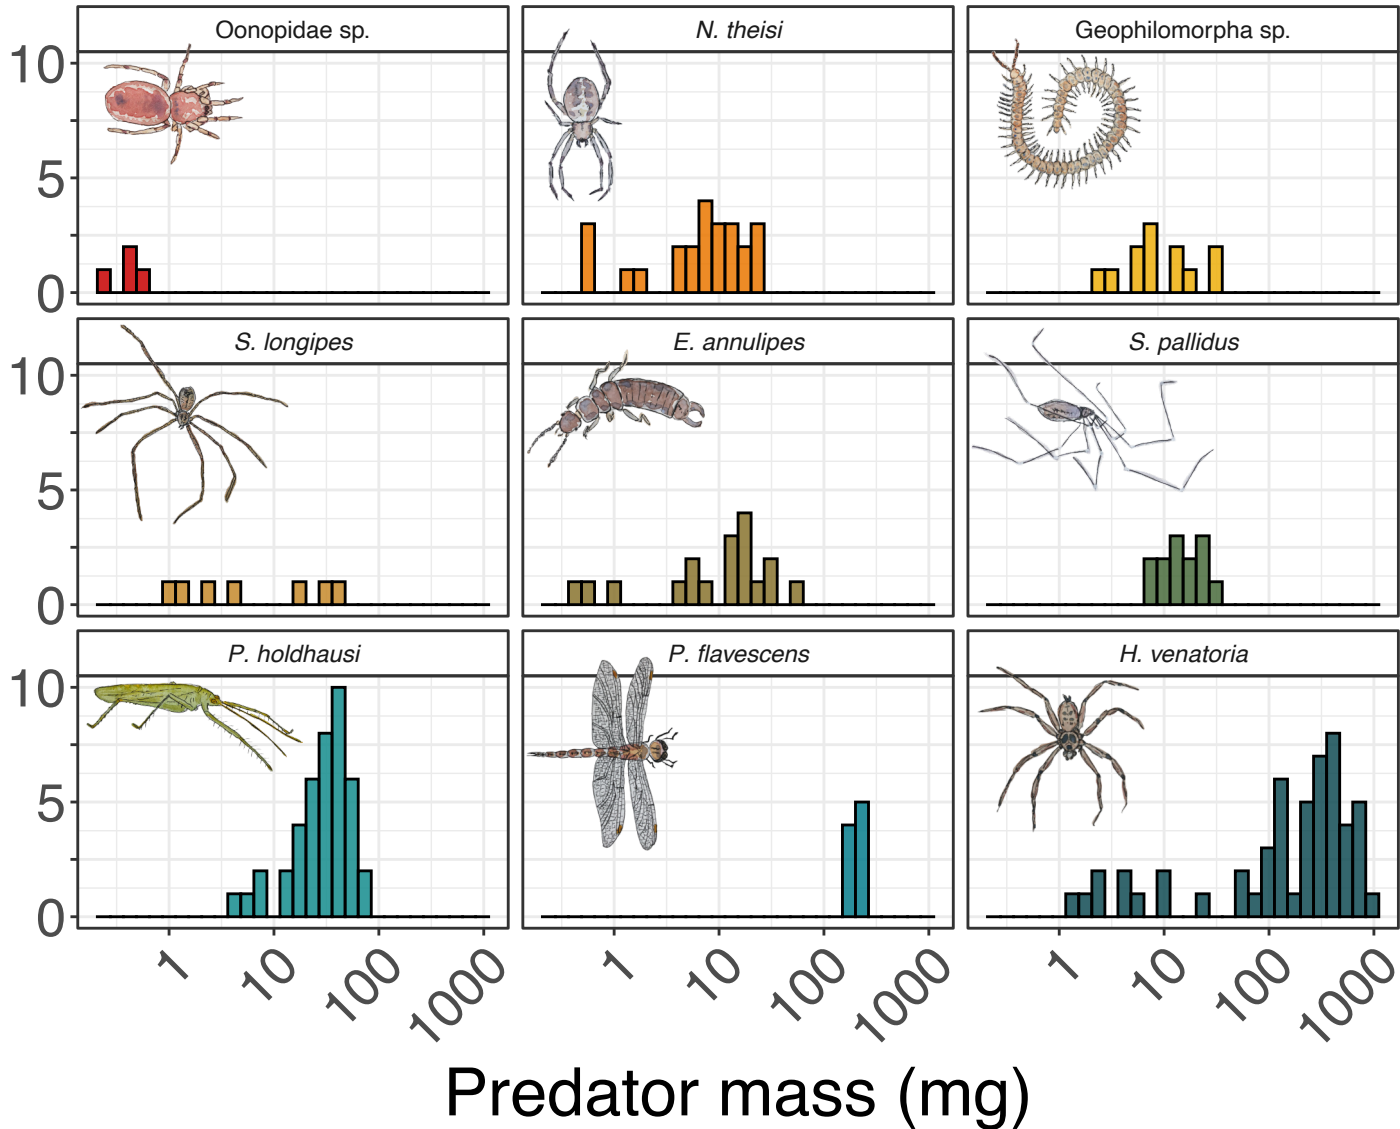 Oonopidae sp.
N. theisi
Geophilomorpha sp.
10
5
0
S. longipes
E. annulipes
S. pallidus
10
5
0
P. holdhausi
P. flavescens
H. venatoria
10
5
0
1 10 100 1000 1 10 100 1000 1 10 100 1000
Predator mass (mg)